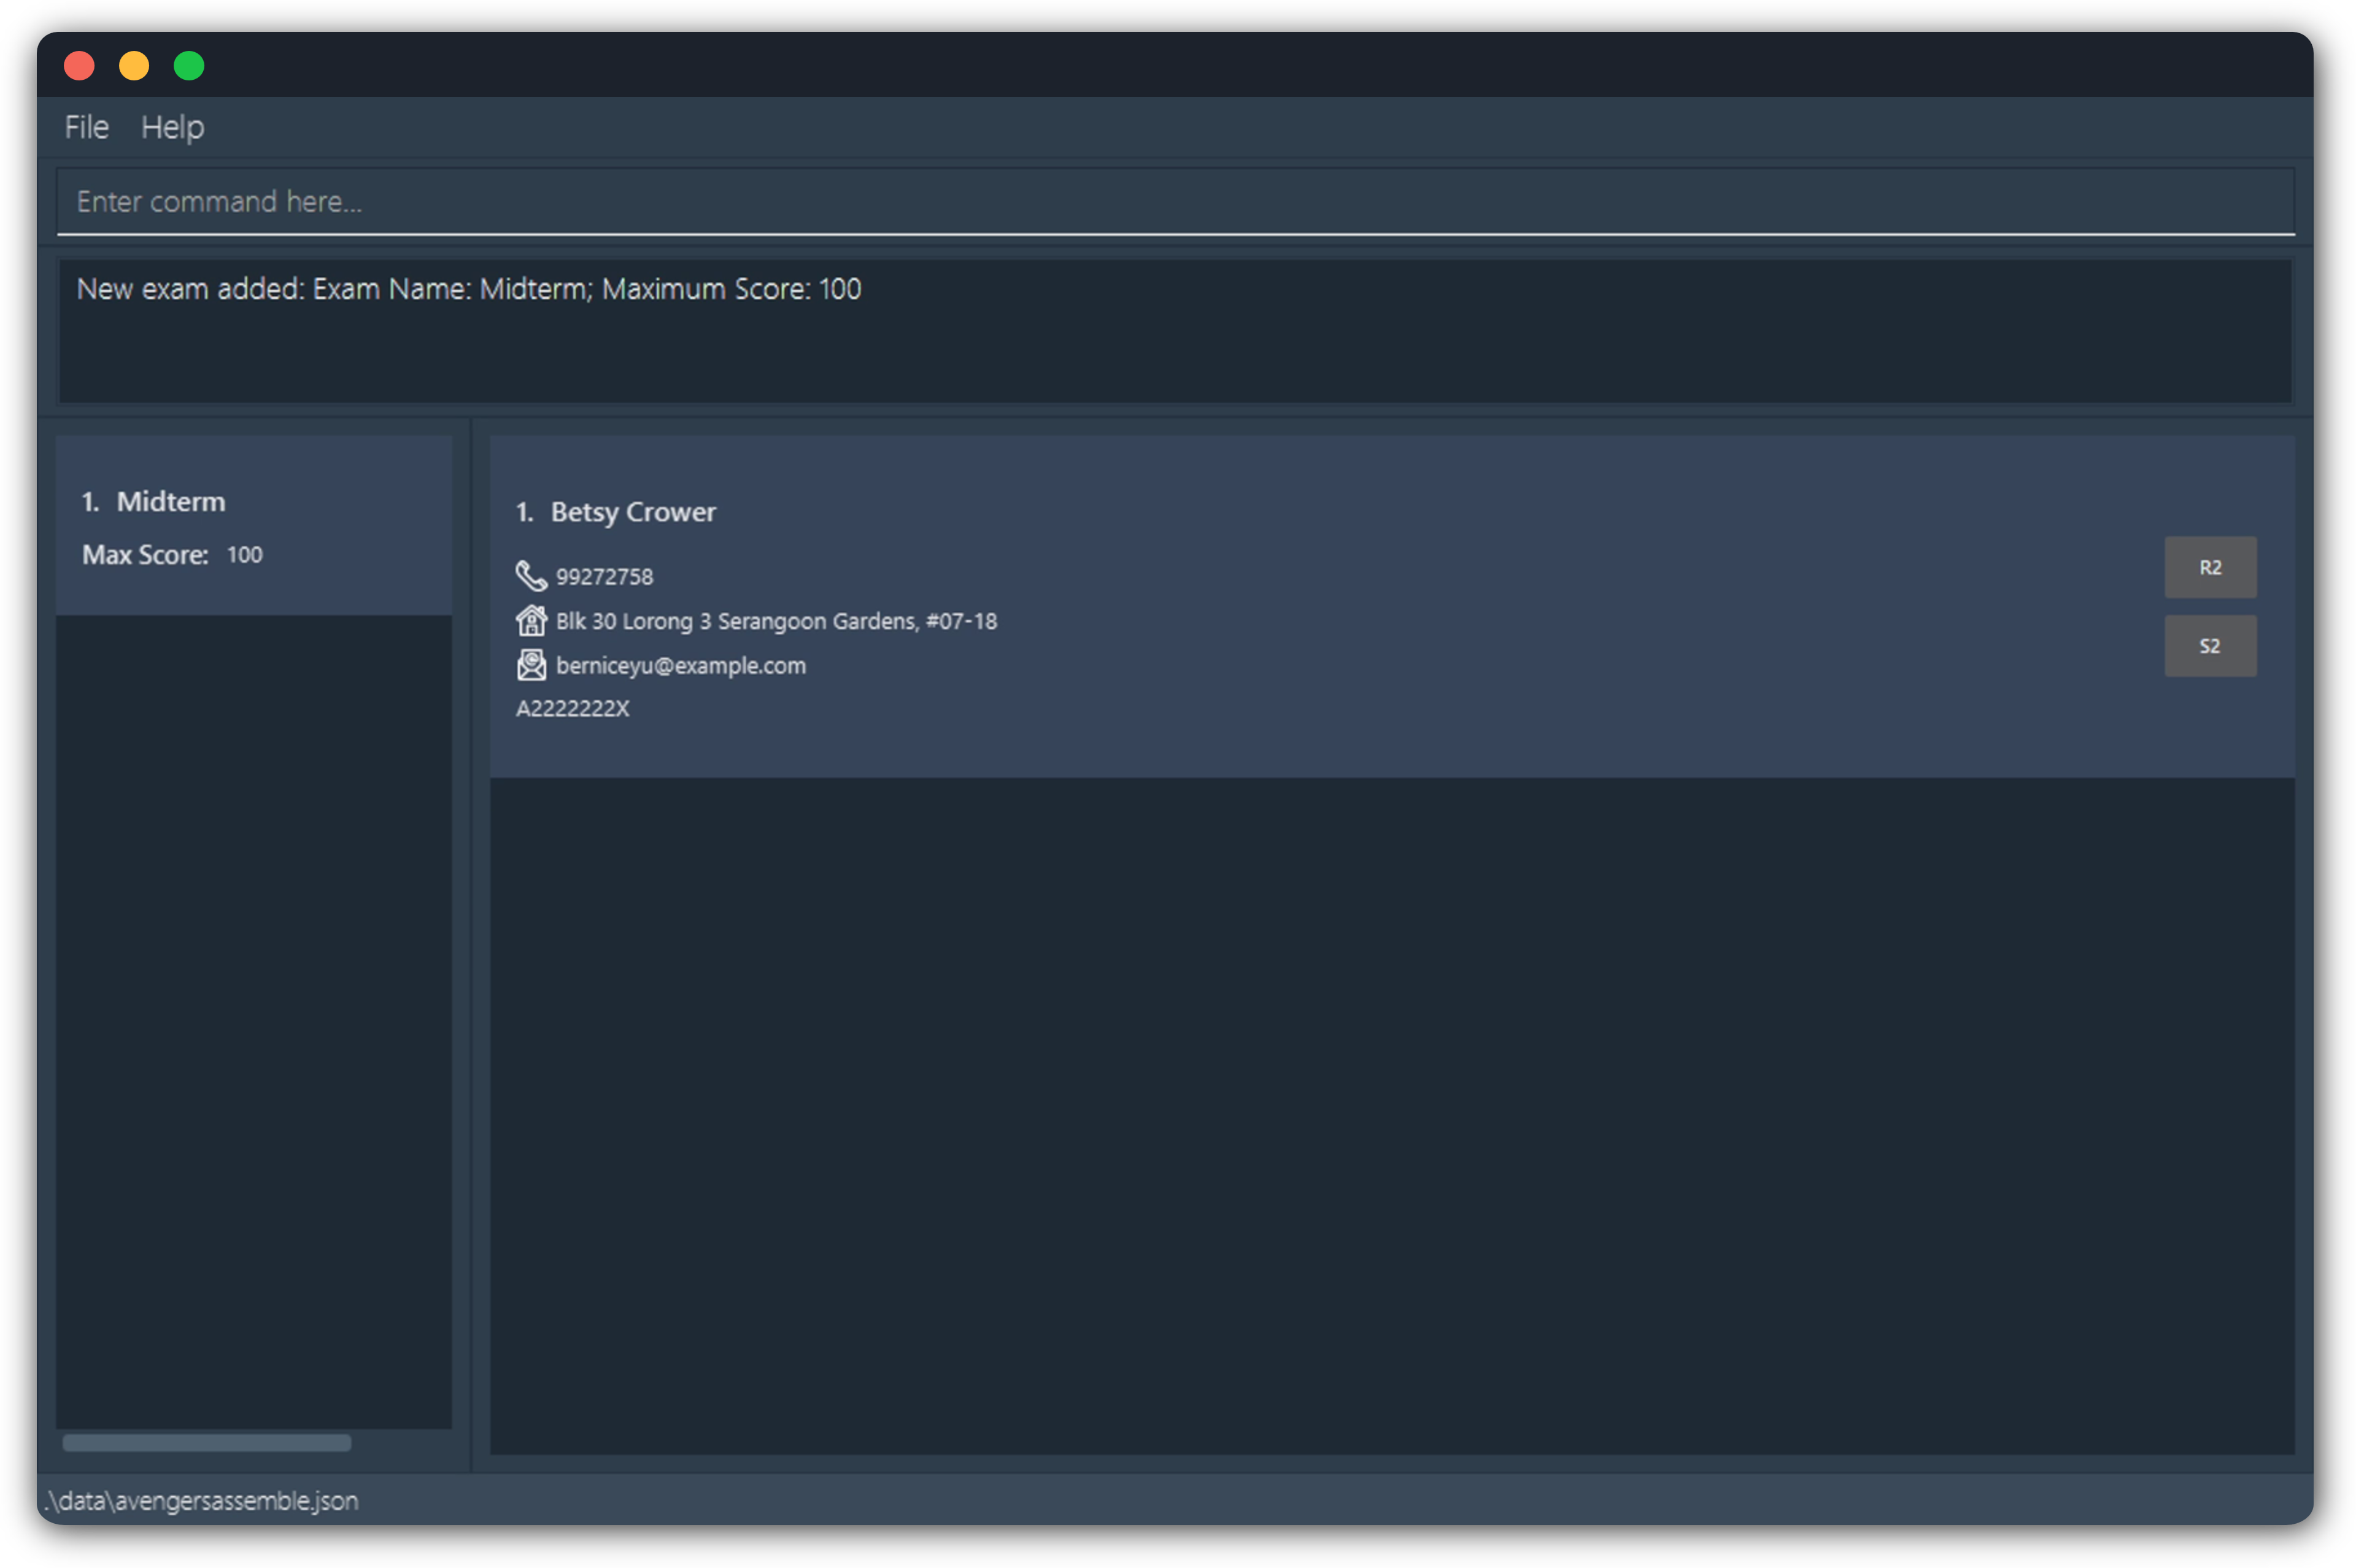 File Help
Enter command here...
New exam added: Exam Name: Midterm; Maximum Score: 100
1. Midterm
Max Score: 100
1. Betsy Crower
99272758
Blk 30 Lorong 3 Serangoon Gardens, #07-18
berniceyu@example.com
A2222222X
R2
S2
.\data\avengersassemble.json